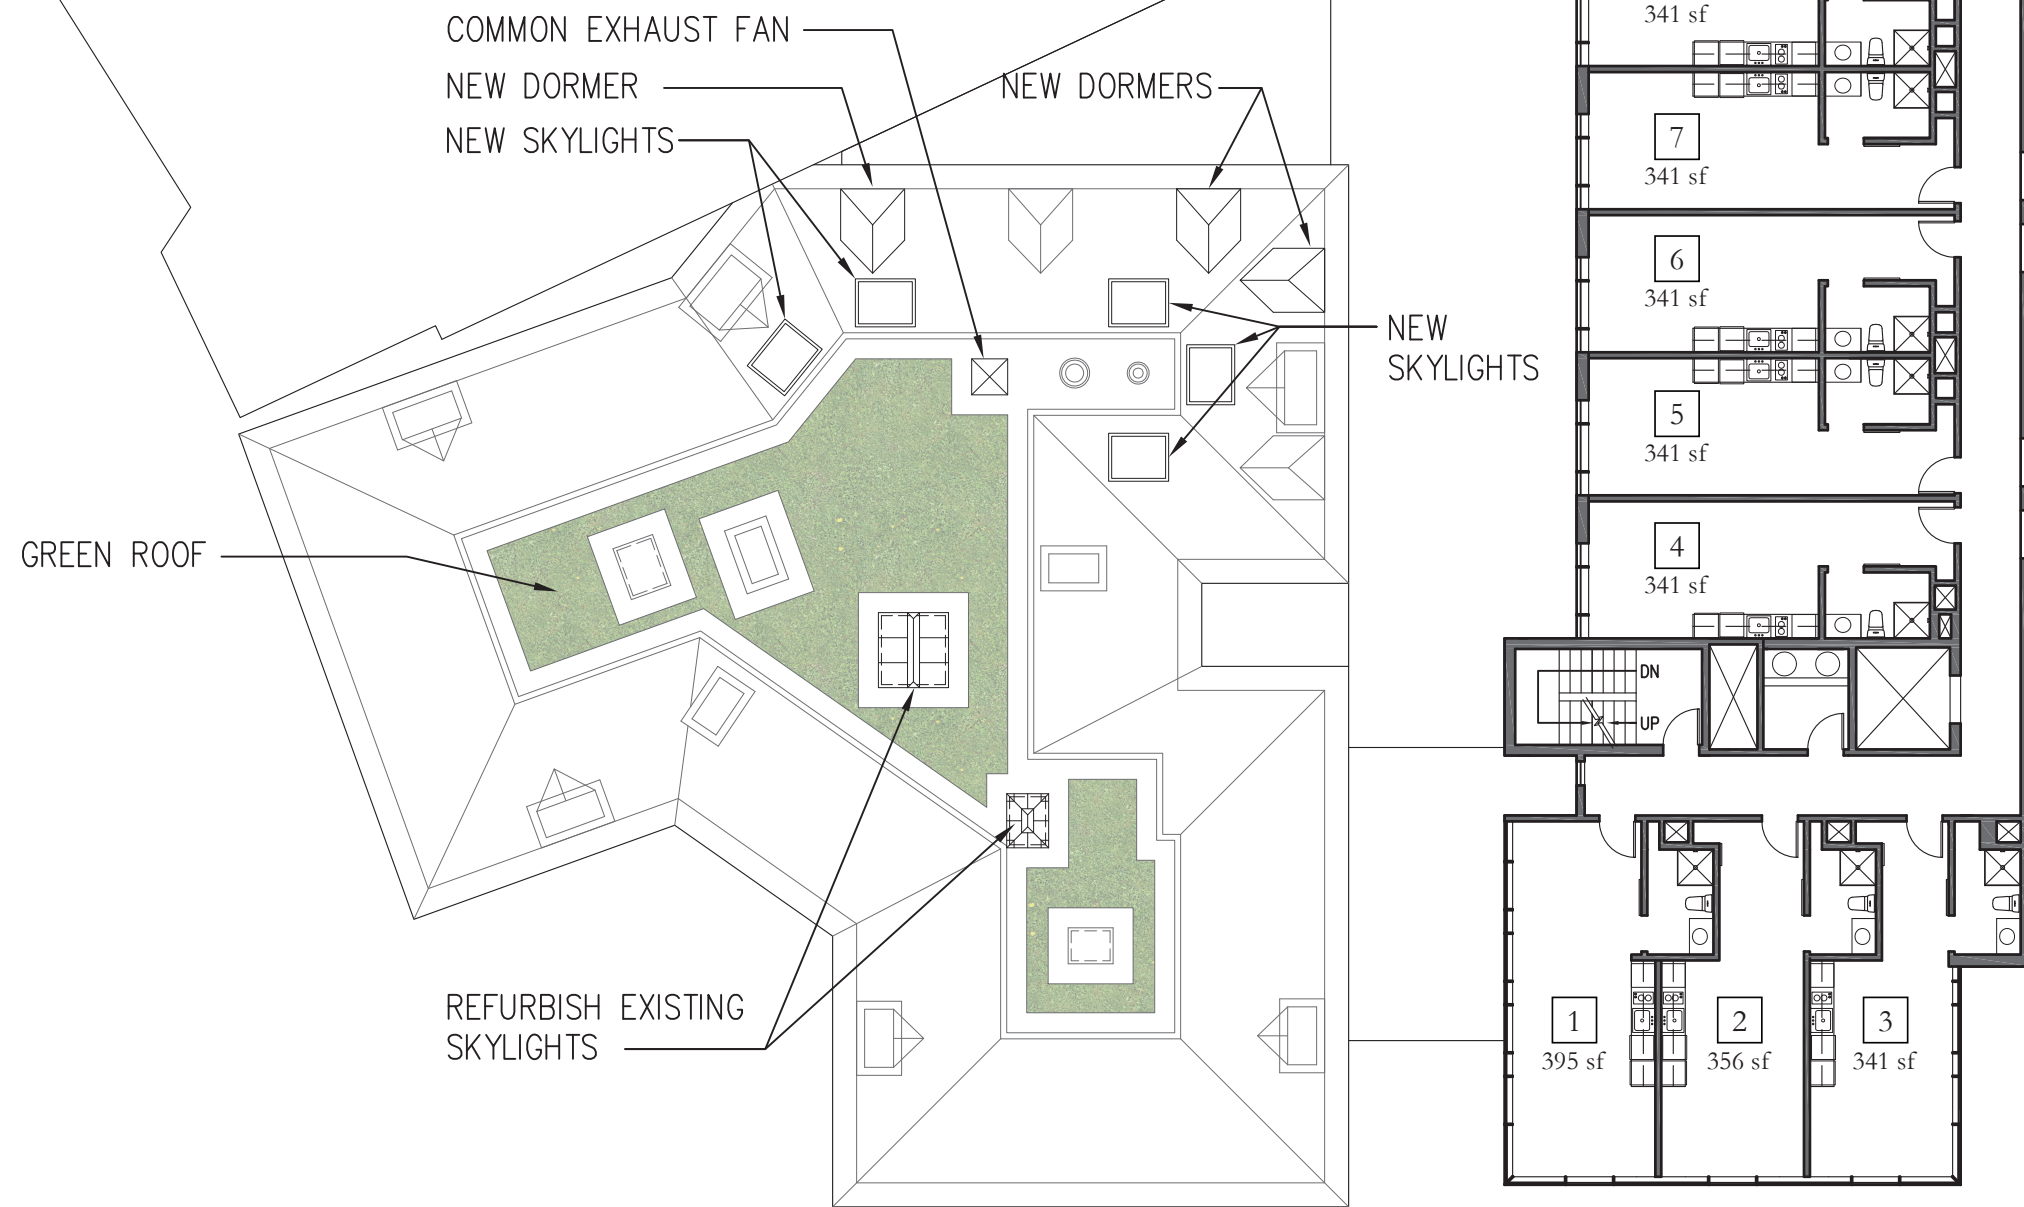 COMMON EXHAUST FAN
NEW DORMER
NEW DORMERS
NEW SKYLIGHTS
NEW
SKYLIGHTS
GREEN ROOF
REFURBISH EXISTING
SKYLIGHTS
341 sf
7
341 sf
6
341 sf
5
341 sf
4
341 sf
DN
UP
1
395 sf
2
356 sf
3
341 sf